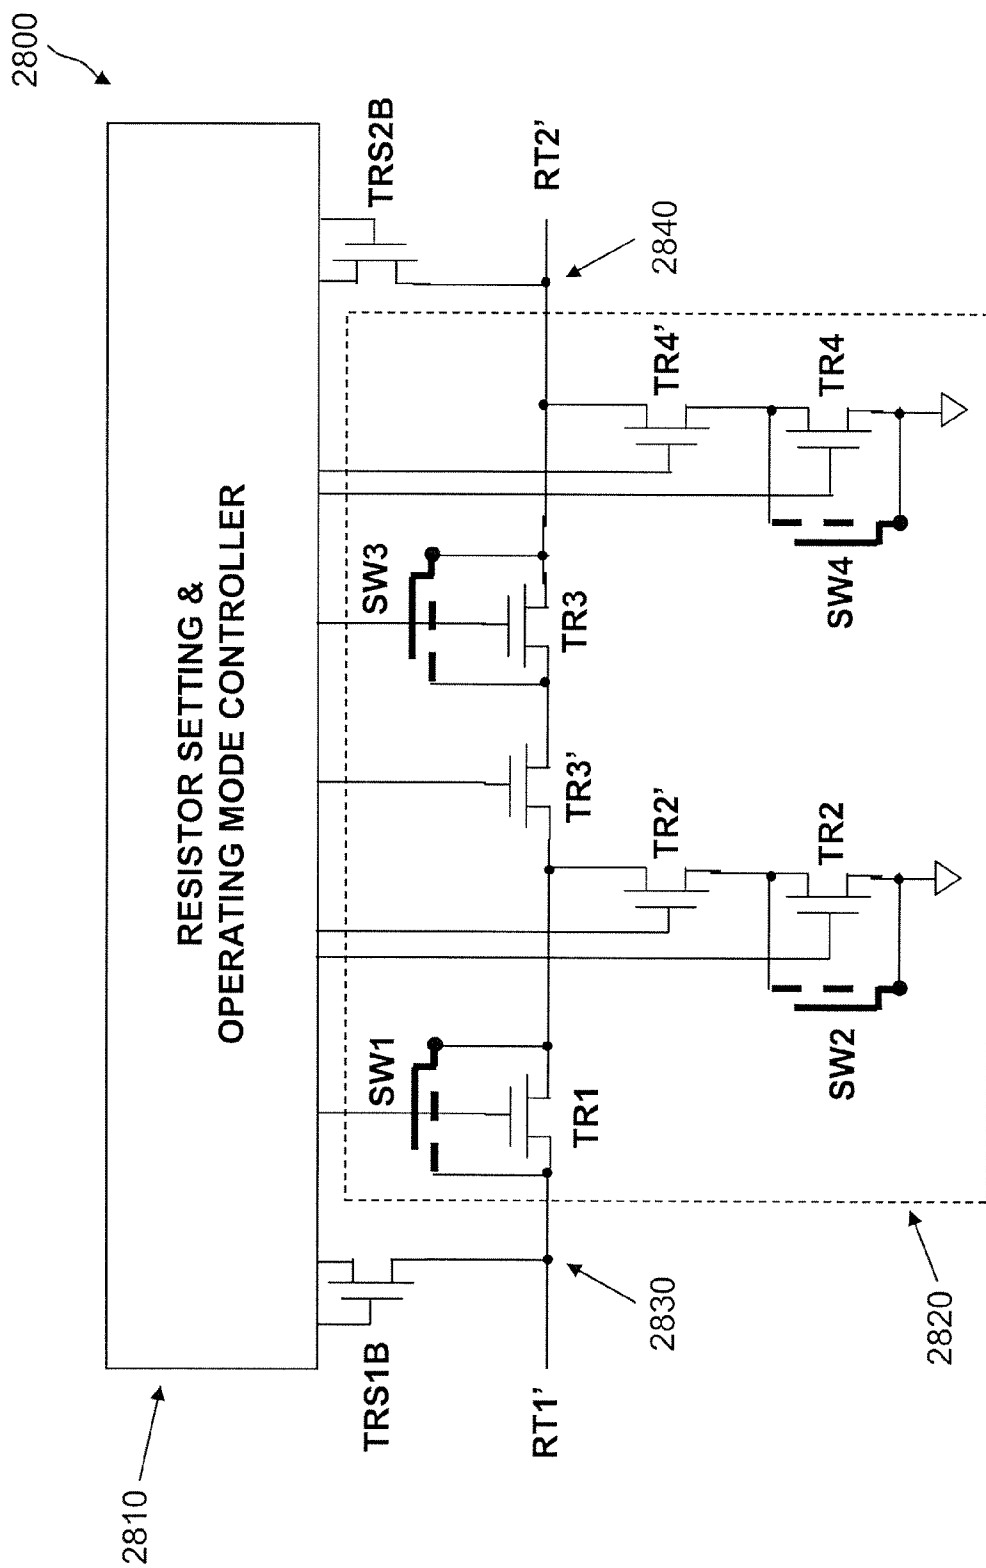 2800
2810
RESISTOR SETTING &
OPERATING MODE CONTROLLER
TRS1B
TRS2B
SW1
SW3
RT1'
RT2'
2830
2840
TR1
TR3'
TR3
TR2'
TR4'
SW2
TR2
SW4
TR4
2820